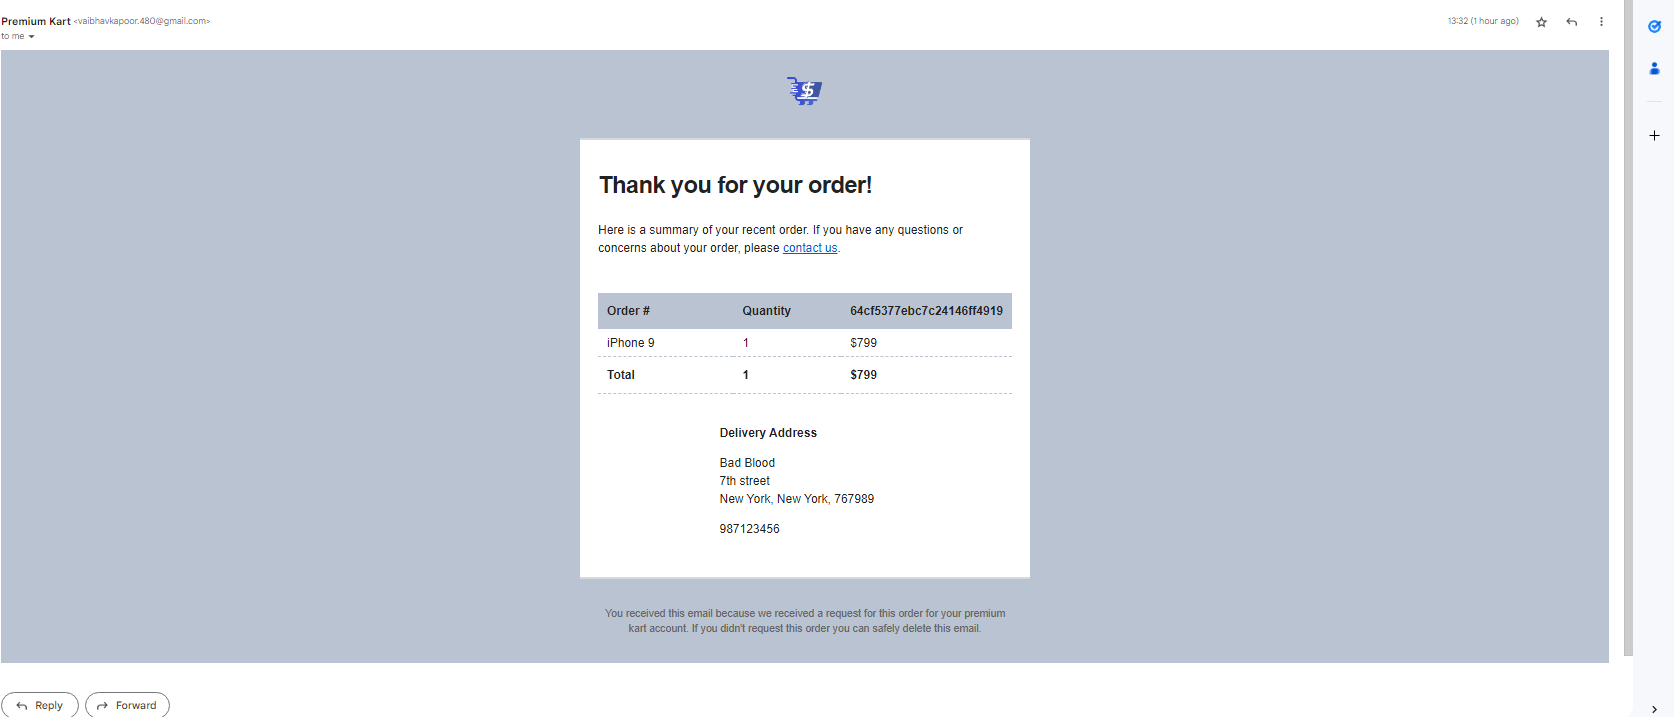 Premium Kart <vaibhavkapoor.480@gmail.com>
13:32 (1 hour ago)
to me
$
Thank you for your order!
Here is a summary of your recent order. If you have any questions or
concerns about your order, please contact us.
Order # Quantity 64cf5377ebc7c24146ff4919
iPhone 9 1 $799
Total 1 $799
Delivery Address
Bad Blood
7th street
New York, New York, 767989
987123456
You received this email because we received a request for this order for your premium
kart account. If you didn't request this order you can safely delete this email.
Reply Forward